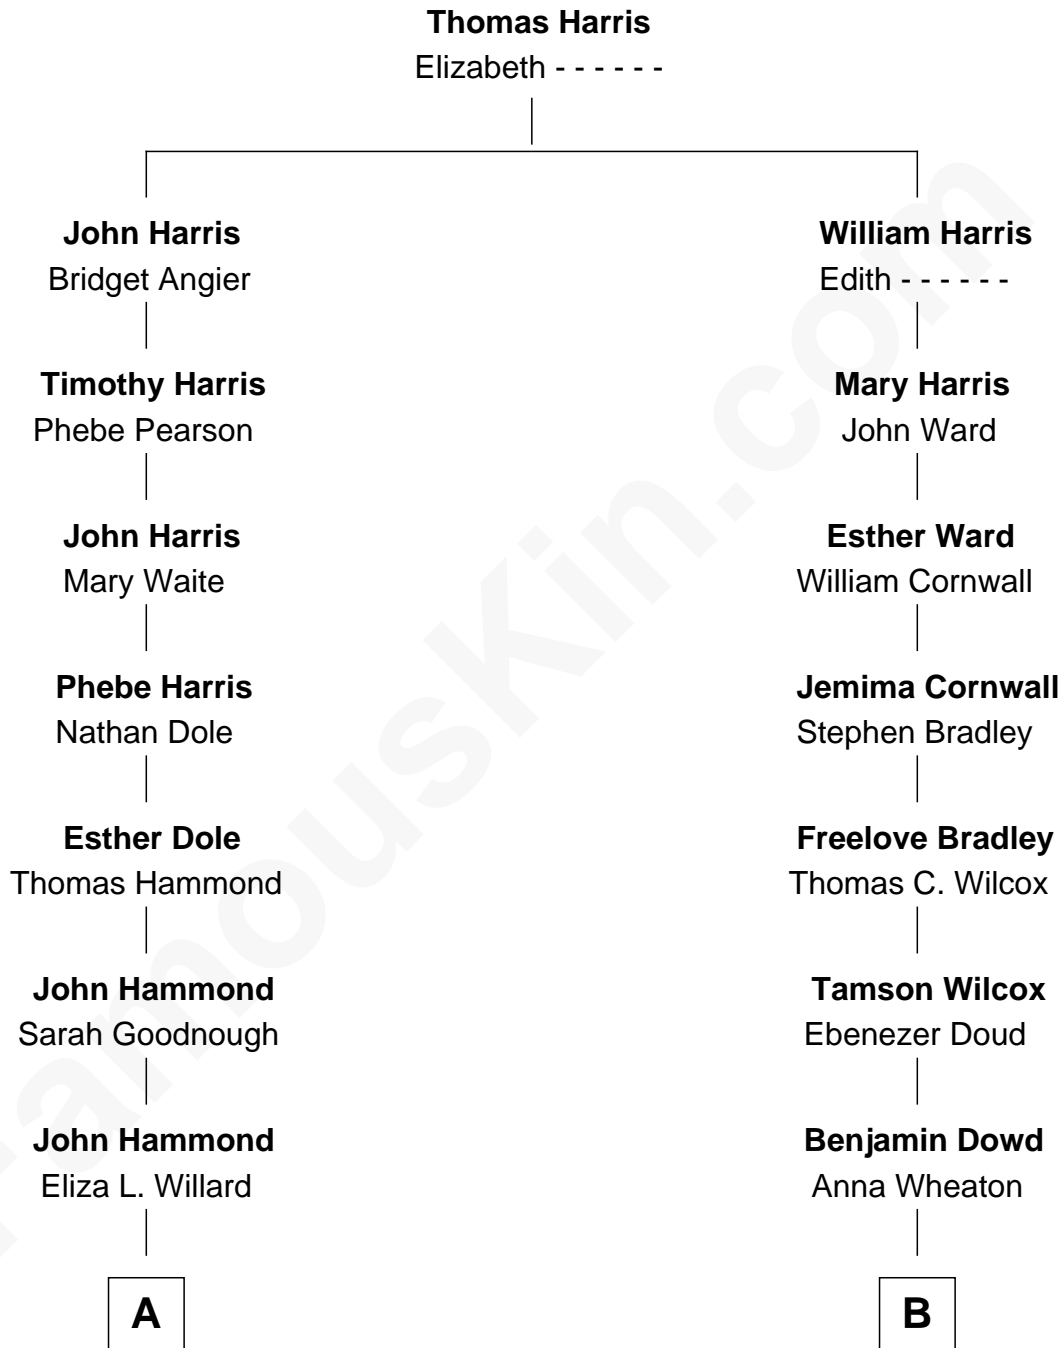 Thomas Harris
Elizabeth - - - - - -
John Harris
Bridget Angier
Timothy Harris
Phebe Pearson
John Harris
Mary Waite
Phebe Harris
Nathan Dole
Esther Dole
Thomas Hammond
John Hammond
Sarah Goodnough
John Hammond
Eliza L. Willard
A
William Harris
Edith - - - - - -
Mary Harris
John Ward
Esther Ward
William Cornwall
Jemima Cornwall
Stephen Bradley
Freelove Bradley
Thomas C. Wilcox
Tamson Wilcox
Ebenezer Doud
Benjamin Dowd
Anna Wheaton
B
FamousKin.com